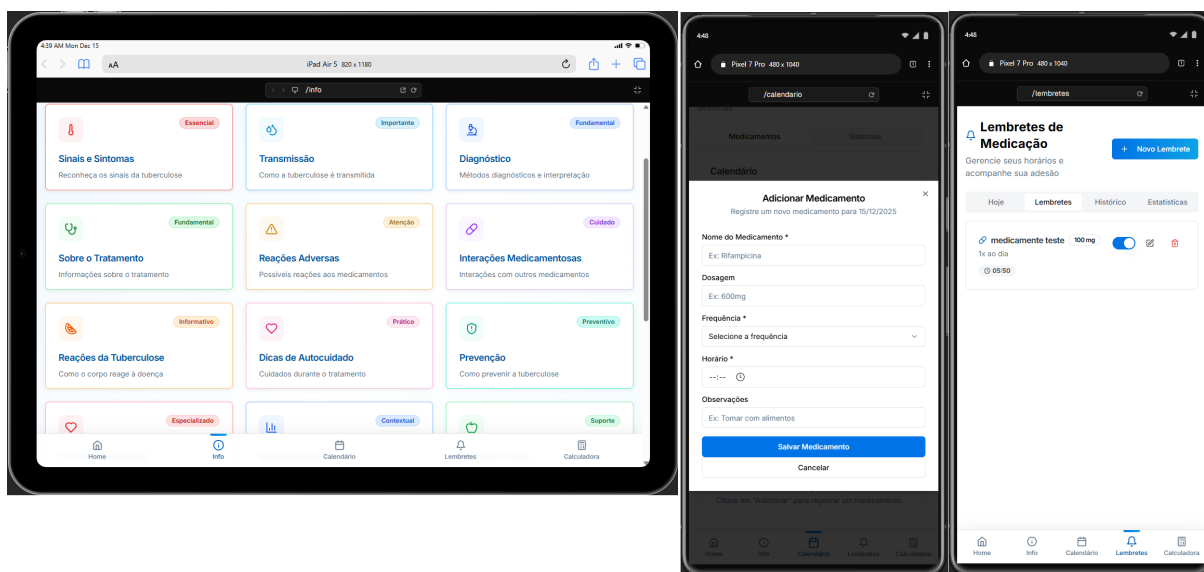 4:39 AM Mon Dec 15
AA
iPad Air 5 820 x 1180
/info
Essencial
Sinais e Sintomas
Reconheça os sinais da tuberculose
Importante
Transmissão
Como a tuberculose é transmitida
Fundamental
Diagnóstico
Métodos diagnósticos e interpretação
Fundamental
Sobre o Tratamento
Informações sobre o tratamento
Atenção
Reações Adversas
Possíveis reações aos medicamentos
Cuidado
Interações Medicamentosas
Interações com outros medicamentos
Informativo
Reações da Tuberculose
Como o corpo reage à doença
Prático
Dicas de Autocuidado
Cuidados durante o tratamento
Preventivo
Prevenção
Como prevenir a tuberculose
Especializado
Contextual
Suporte
Home
Info
Calendário
Lembretes
Calculadora
4:48
Pixel 7 Pro 480 x 1040
/calendario
Medicamentos
Sintomas
Calendário
Adicionar Medicamento
Registre um novo medicamento para 15/12/2025
Nome do Medicamento *
Ex: Rifampicina
Dosagem
Ex: 600mg
Frequência *
Selecione a frequência
Horário *
--:--
Observações
Ex: Tomar com alimentos
Salvar Medicamento
Cancelar
Clique em "Adicionar" para registrar um medicamento.
Home
Info
Calendário
Lembretes
Calculadora
4:48
Pixel 7 Pro 480 x 1040
/lembretes
Lembretes de
Medicação
Gerencie seus horários e
acompanhe sua adesão
+ Novo Lembrete
Hoje
Lembretes
Histórico
Estatísticas
medicamente teste
100 mg
1x ao dia
05:50
Home
Info
Calendário
Lembretes
Calculadora